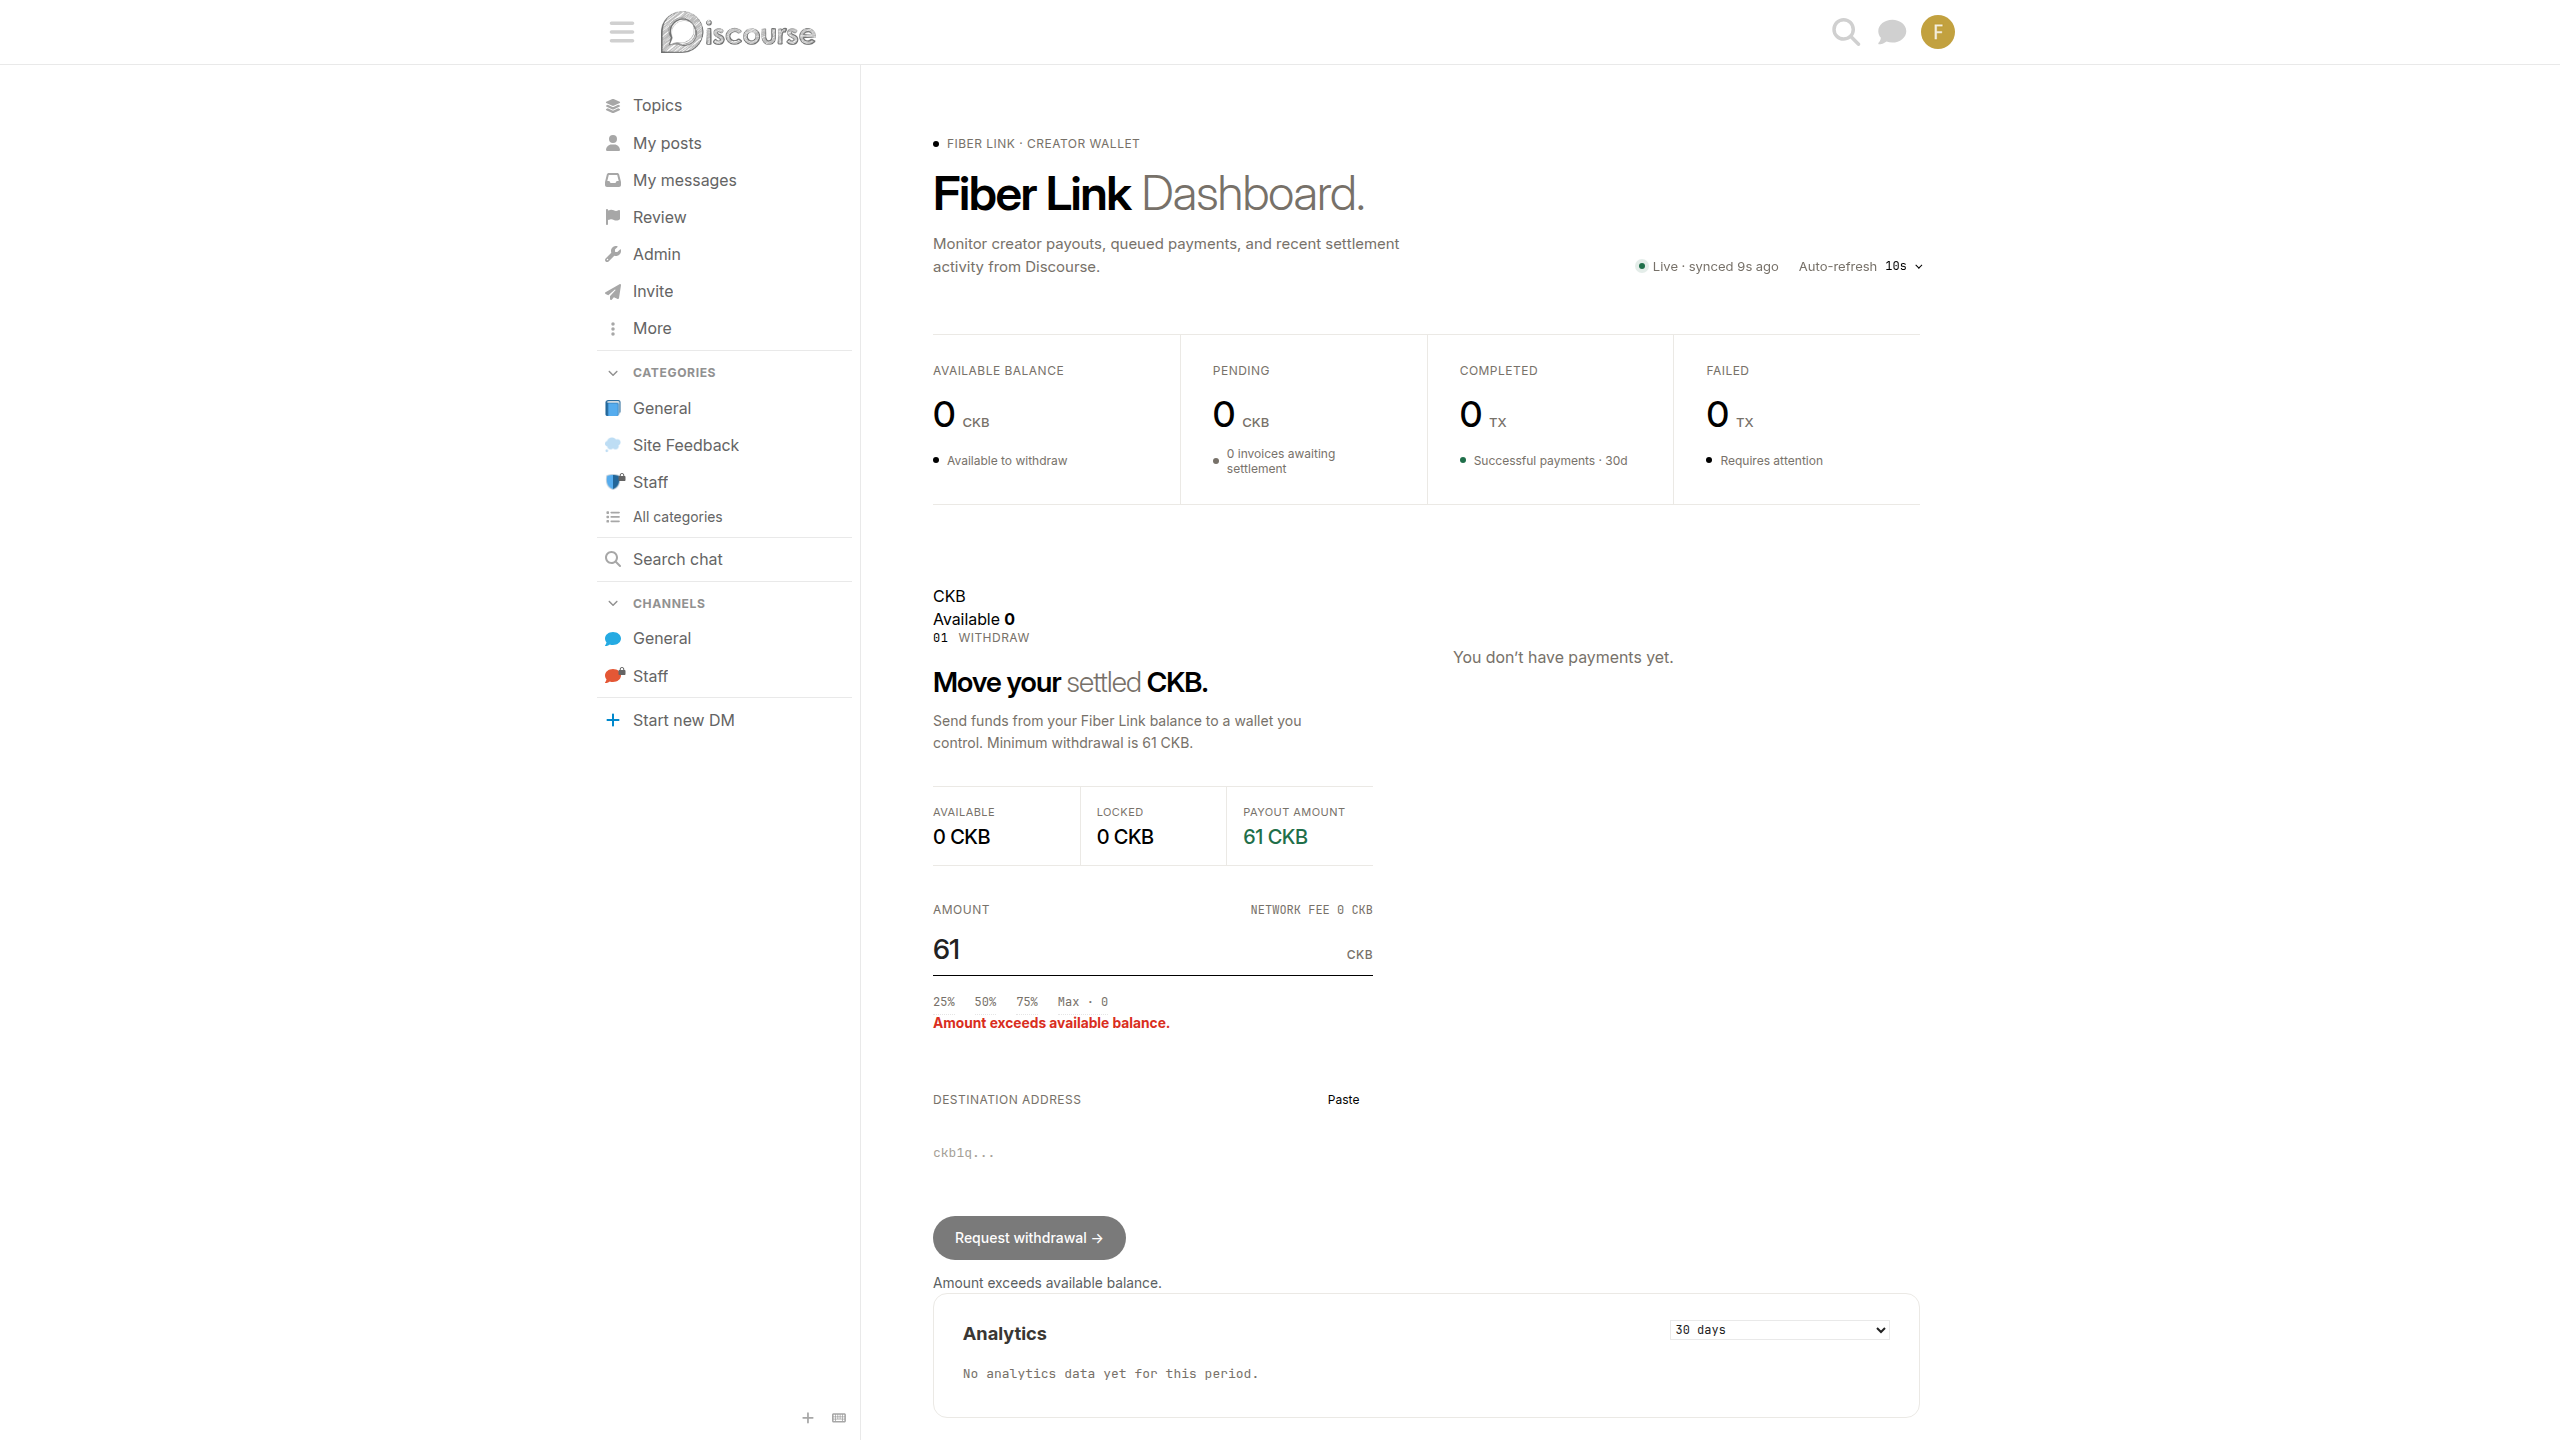 Discourse
F
Topics
My posts
My messages
Review
Admin
Invite
More
CATEGORIES
General
Site Feedback
Staff
All categories
Search chat
CHANNELS
General
Staff
Start new DM
FIBER LINK · CREATOR WALLET
Fiber Link Dashboard.
Monitor creator payouts, queued payments, and recent settlement
activity from Discourse.
Live · synced 9s ago Auto-refresh 10s
AVAILABLE BALANCE
0 CKB
Available to withdraw
PENDING
0 CKB
0 invoices awaiting
settlement
COMPLETED
0 TX
Successful payments · 30d
FAILED
0 TX
Requires attention
CKB
Available 0
01 WITHDRAW
Move your settled CKB.
Send funds from your Fiber Link balance to a wallet you
control. Minimum withdrawal is 61 CKB.
AVAILABLE
0 CKB
LOCKED
0 CKB
PAYOUT AMOUNT
61 CKB
AMOUNT NETWORK FEE 0 CKB
61 CKB
25% 50% 75% Max · 0
Amount exceeds available balance.
DESTINATION ADDRESS Paste
ckb1q...
Request withdrawal →
Amount exceeds available balance.
You don’t have payments yet.
Analytics 30 days
No analytics data yet for this period.